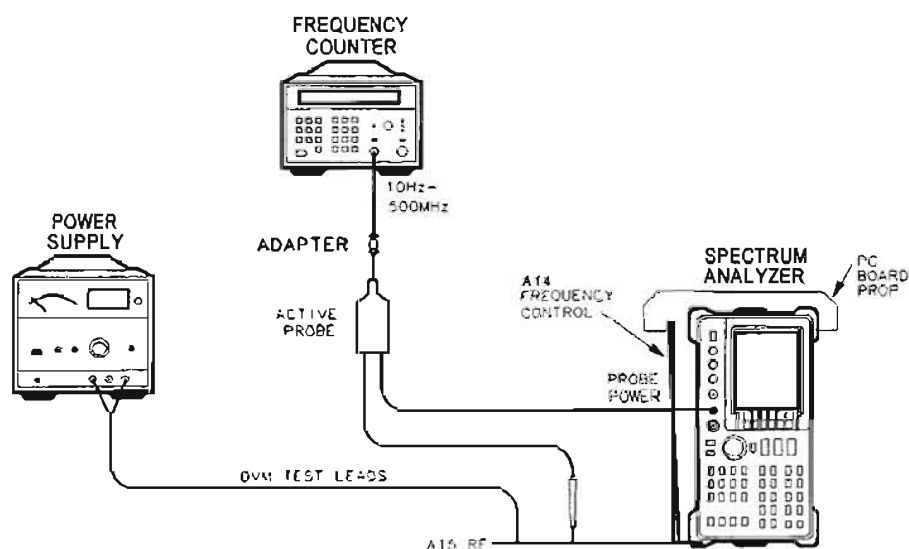 FREQUENCY
COUNTER
10Hz-
500MHz
POWER
SUPPLY
ADAPTER
SPECTRUM
ANALYZER
PC
BOARD
PROP
A14
FREQUENCY
CONTROL
ACTIVE
PROBE
PROBE
POWER
DVM TEST LEADS
A15 RF